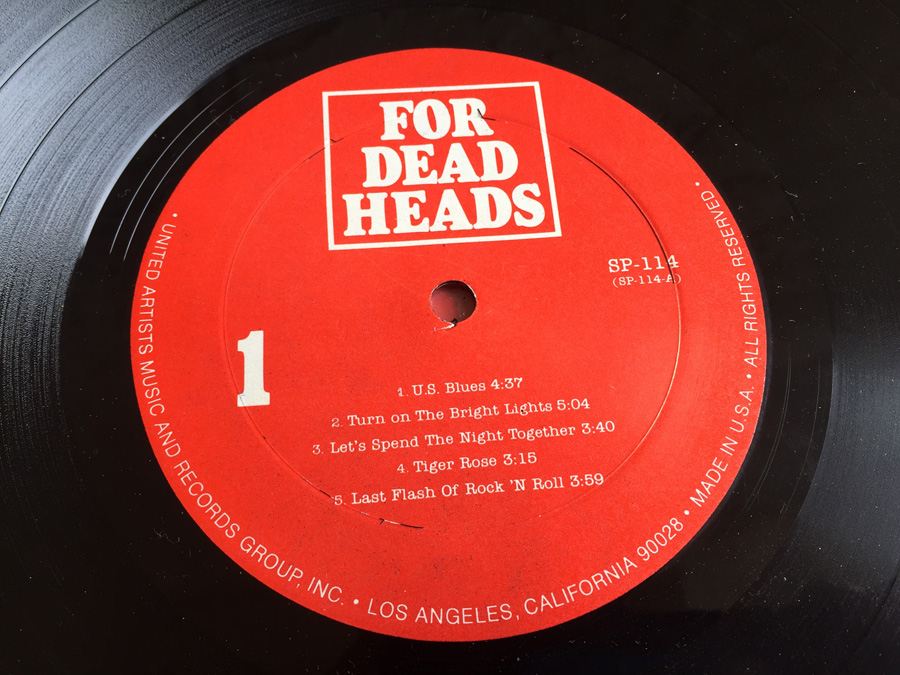 FOR
DEAD
HEADS
SP-114
(SP-114-A)
1
1. U.S. Blues 4:37
2. Turn on The Bright Lights 5:04
3. Let's Spend The Night Together 3:40
4. Tiger Rose 3:15
5. Last Flash Of Rock 'N Roll 3:59
• UNITED ARTISTS MUSIC AND RECORDS GROUP, INC. • LOS ANGELES, CALIFORNIA 90028 • MADE IN U.S.A. • ALL RIGHTS RESERVED •